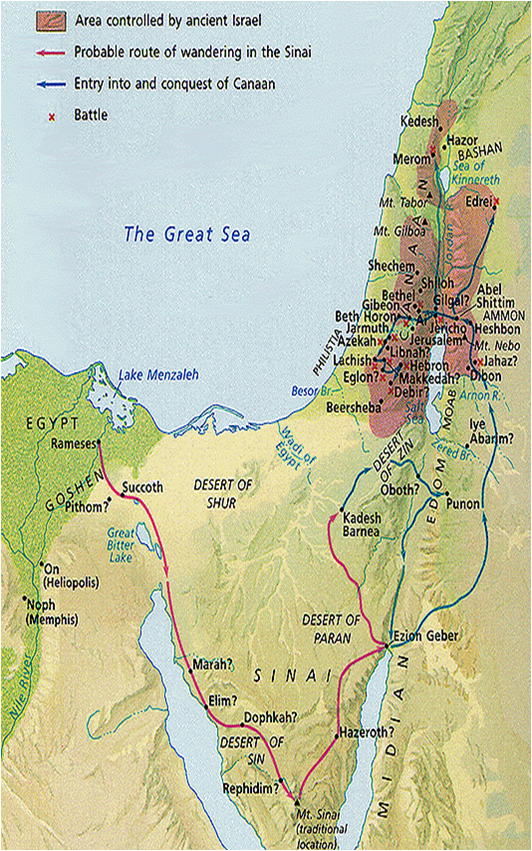 Area controlled by ancient Israel
Probable route of wandering in the Sinai
Entry into and conquest of Canaan
Battle
Kedesh
Hazor
BASHAN
Merom
Sea of
Kinnereth
Mt. Tabor
Edrei
Mt. Gilboa
CANAAN
Jordan R.
The Great Sea
Shechem
Shiloh
Bethel
Gilgal?
Abel
Shittim
Gibeon
Beth Horon
Ai
AMMON
Jarmuth
Jericho
Heshbon
PHILISTIA
Azekah
Jerusalem
Mt. Nebo
Libnah
Lachish
Hebron
Jahaz?
Eglon?
Makkedah?
Dibon
Lake Menzaleh
Besor Br.
Debir?
Arnon R.
Beersheba
Salt
Sea
MOAB
EGYPT
Rameses
Wadi of
Egypt
DESERT
OF ZIN
Iye
Abarim?
Zered Br.
GOSHEN
Succoth
DESERT OF
SHUR
Oboth?
EDOM
Punon
Pithom?
Kadesh
Barnea
Great
Bitter
Lake
On
(Heliopolis)
Noph
(Memphis)
DESERT OF
PARAN
Ezion Geber
Nile River
Marah?
SINAI
Elim?
Dophkah?
Hazeroth?
DESERT OF
SIN
MIDIAN
Rephidim?
Mt. Sinai
(traditional
location)